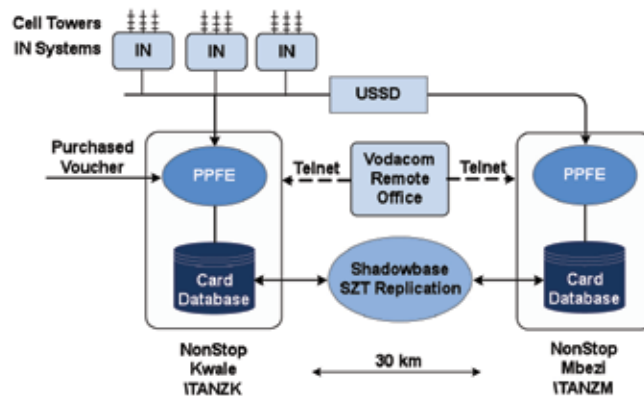 Cell Towers
IN Systems
IN
IN
IN
USSD
Purchased
Voucher
PPFE
Telnet
Vodacom
Remote
Office
Telnet
PPFE
Card
Database
Shadowbase
SZT Replication
Card
Database
NonStop
Kwale
\TANZK
30 km
NonStop
Mbezi
\TANZM